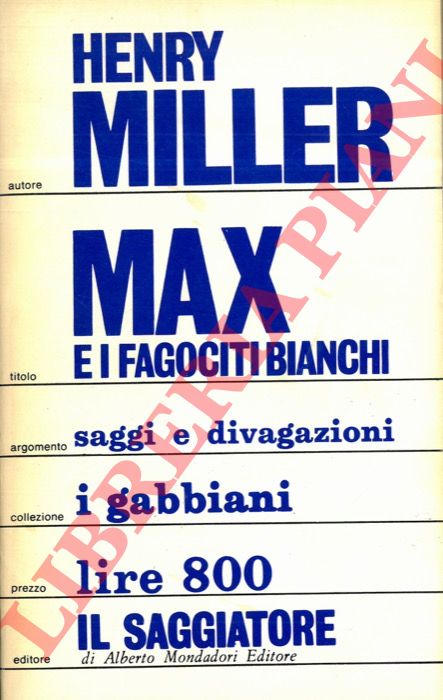 HENRY
autore MILLER
MAX
titolo E I FAGOCITI BIANCHI
argomento saggi e divagazioni
collezione i gabbiani
prezzo lire 800
IL SAGGIATORE
editore di Alberto Mondadori Editore
LIBRERIA PIANI